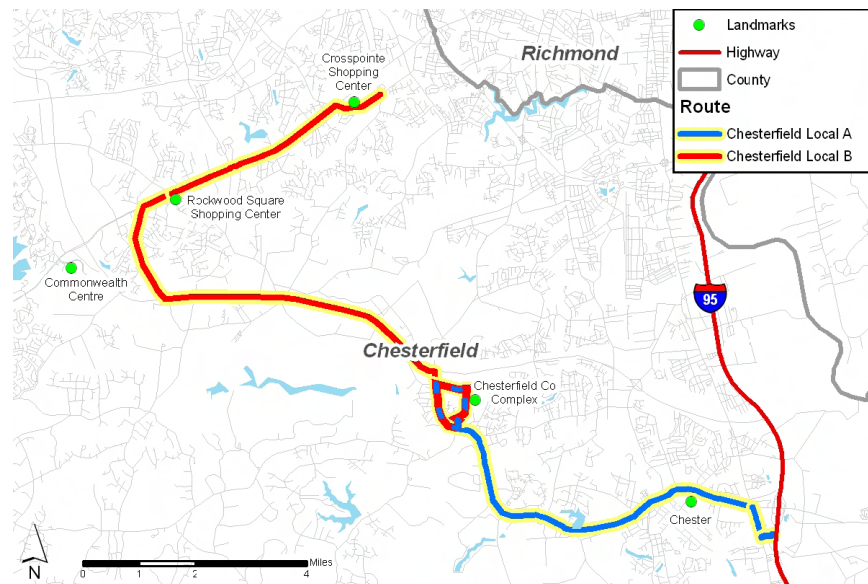 Crosspointe
Shopping
Center
Richmond
Landmarks
Highway
County
Route
Chesterfield Local A
Chesterfield Local B
Rockwood Square
Shopping Center
Commonwealth
Centre
95
Chesterfield
Chesterfield Co
Complex
Chester
N
Miles
0 1 2 4